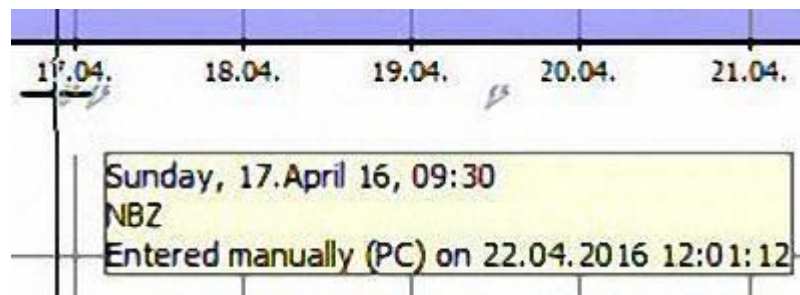 17.04. 18.04. 19.04. 20.04. 21.04.
Sunday, 17.April 16, 09:30
NBZ
Entered manually (PC) on 22.04.2016 12:01:12